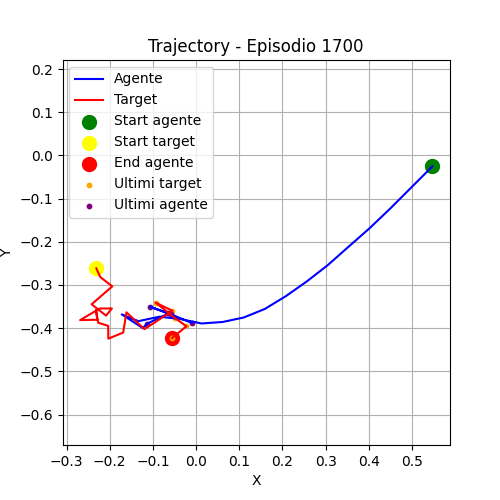 Trajectory - Episodio 1700
Agente
Target
Start agente
Start target
End agente
Ultimi target
Ultimi agente
Y
0.2
0.1
0.0
−0.1
−0.2
−0.3
−0.4
−0.5
−0.6
−0.3 −0.2 −0.1 0.0 0.1 0.2 0.3 0.4 0.5
X